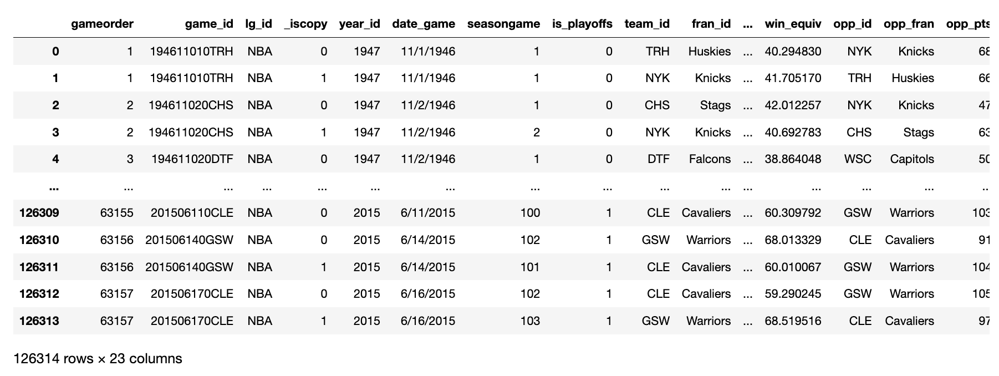 gameorder game_id lg_id _iscopy year_id date_game seasongame is_playoffs team_id fran_id ... win_equiv opp_id opp_fran opp_pts
0 1 194611010TRH NBA 0 1947 11/1/1946 1 0 TRH Huskies ... 40.294830 NYK Knicks 68
1 1 194611010TRH NBA 1 1947 11/1/1946 1 0 NYK Knicks ... 41.705170 TRH Huskies 66
2 2 194611020CHS NBA 0 1947 11/2/1946 1 0 CHS Stags ... 42.012257 NYK Knicks 47
3 2 194611020CHS NBA 1 1947 11/2/1946 2 0 NYK Knicks ... 40.692783 CHS Stags 63
4 3 194611020DTF NBA 0 1947 11/2/1946 1 0 DTF Falcons ... 38.864048 WSC Capitols 50
... ... ... ... ... ... ... ... ... ... ... ... ... ... ... ..
126309 63155 201506110CLE NBA 0 2015 6/11/2015 100 1 CLE Cavaliers ... 60.309792 GSW Warriors 103
126310 63156 201506140GSW NBA 0 2015 6/14/2015 102 1 GSW Warriors ... 68.013329 CLE Cavaliers 91
126311 63156 201506140GSW NBA 1 2015 6/14/2015 101 1 CLE Cavaliers ... 60.010067 GSW Warriors 104
126312 63157 201506170CLE NBA 0 2015 6/16/2015 102 1 CLE Cavaliers ... 59.290245 GSW Warriors 105
126313 63157 201506170CLE NBA 1 2015 6/16/2015 103 1 GSW Warriors ... 68.519516 CLE Cavaliers 97
126314 rows × 23 columns